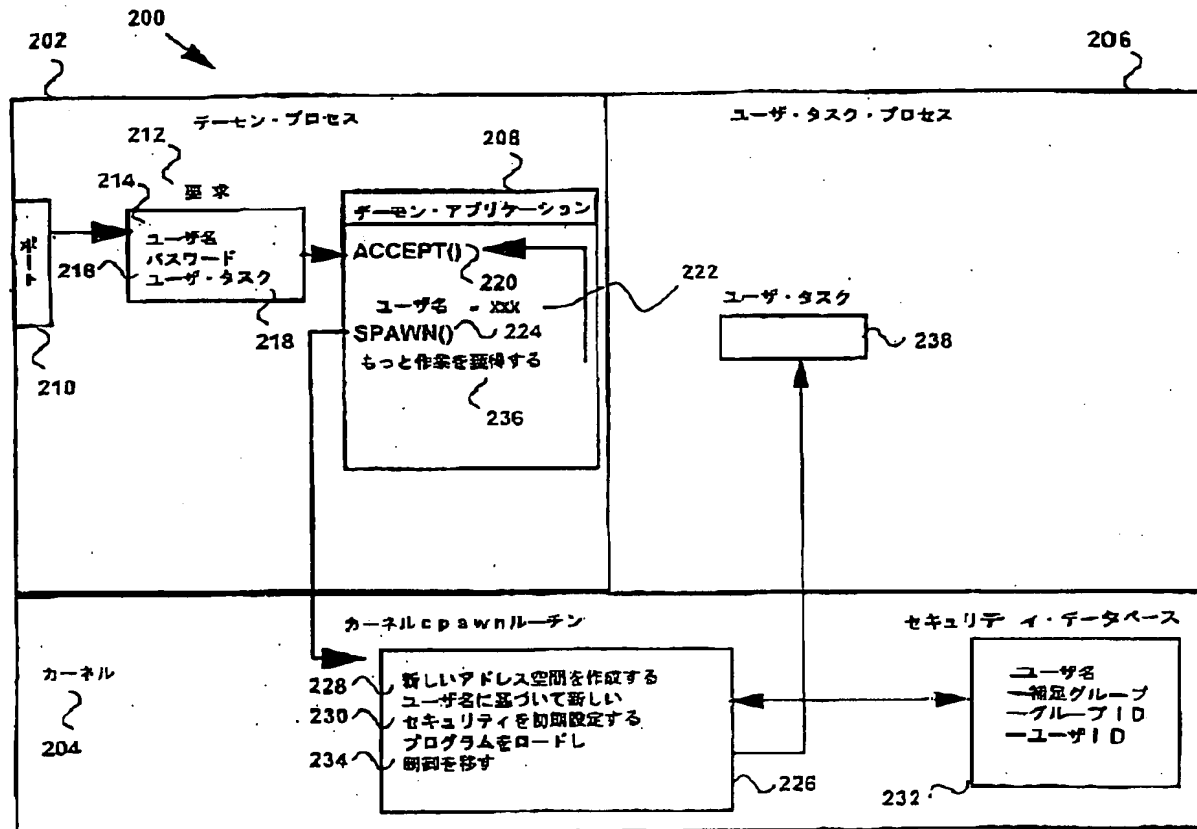 200
202
206
デーモン・プロセス
ユーザ・タスク・プロセス
212
要求
208
214
デーモン・アプリケーション
ポート
ユーザ名
パスワード
ユーザ・タスク
216
218
210
ACCEPT()
220
ユーザ名 = XXX
222
SPAWN()
224
もっと作業を獲得する
236
ユーザ・タスク
238
カーネルcpawnルーチン
セキュリティ・データベース
カーネル
204
228
新しいアドレス空間を作成する
ユーザ名に基づいて新しい
230
セキュリティを初期設定する
プログラムをロードし
234
制御を移す
226
ユーザ名
ー補足グループ
ーグループID
ーユーザID
232